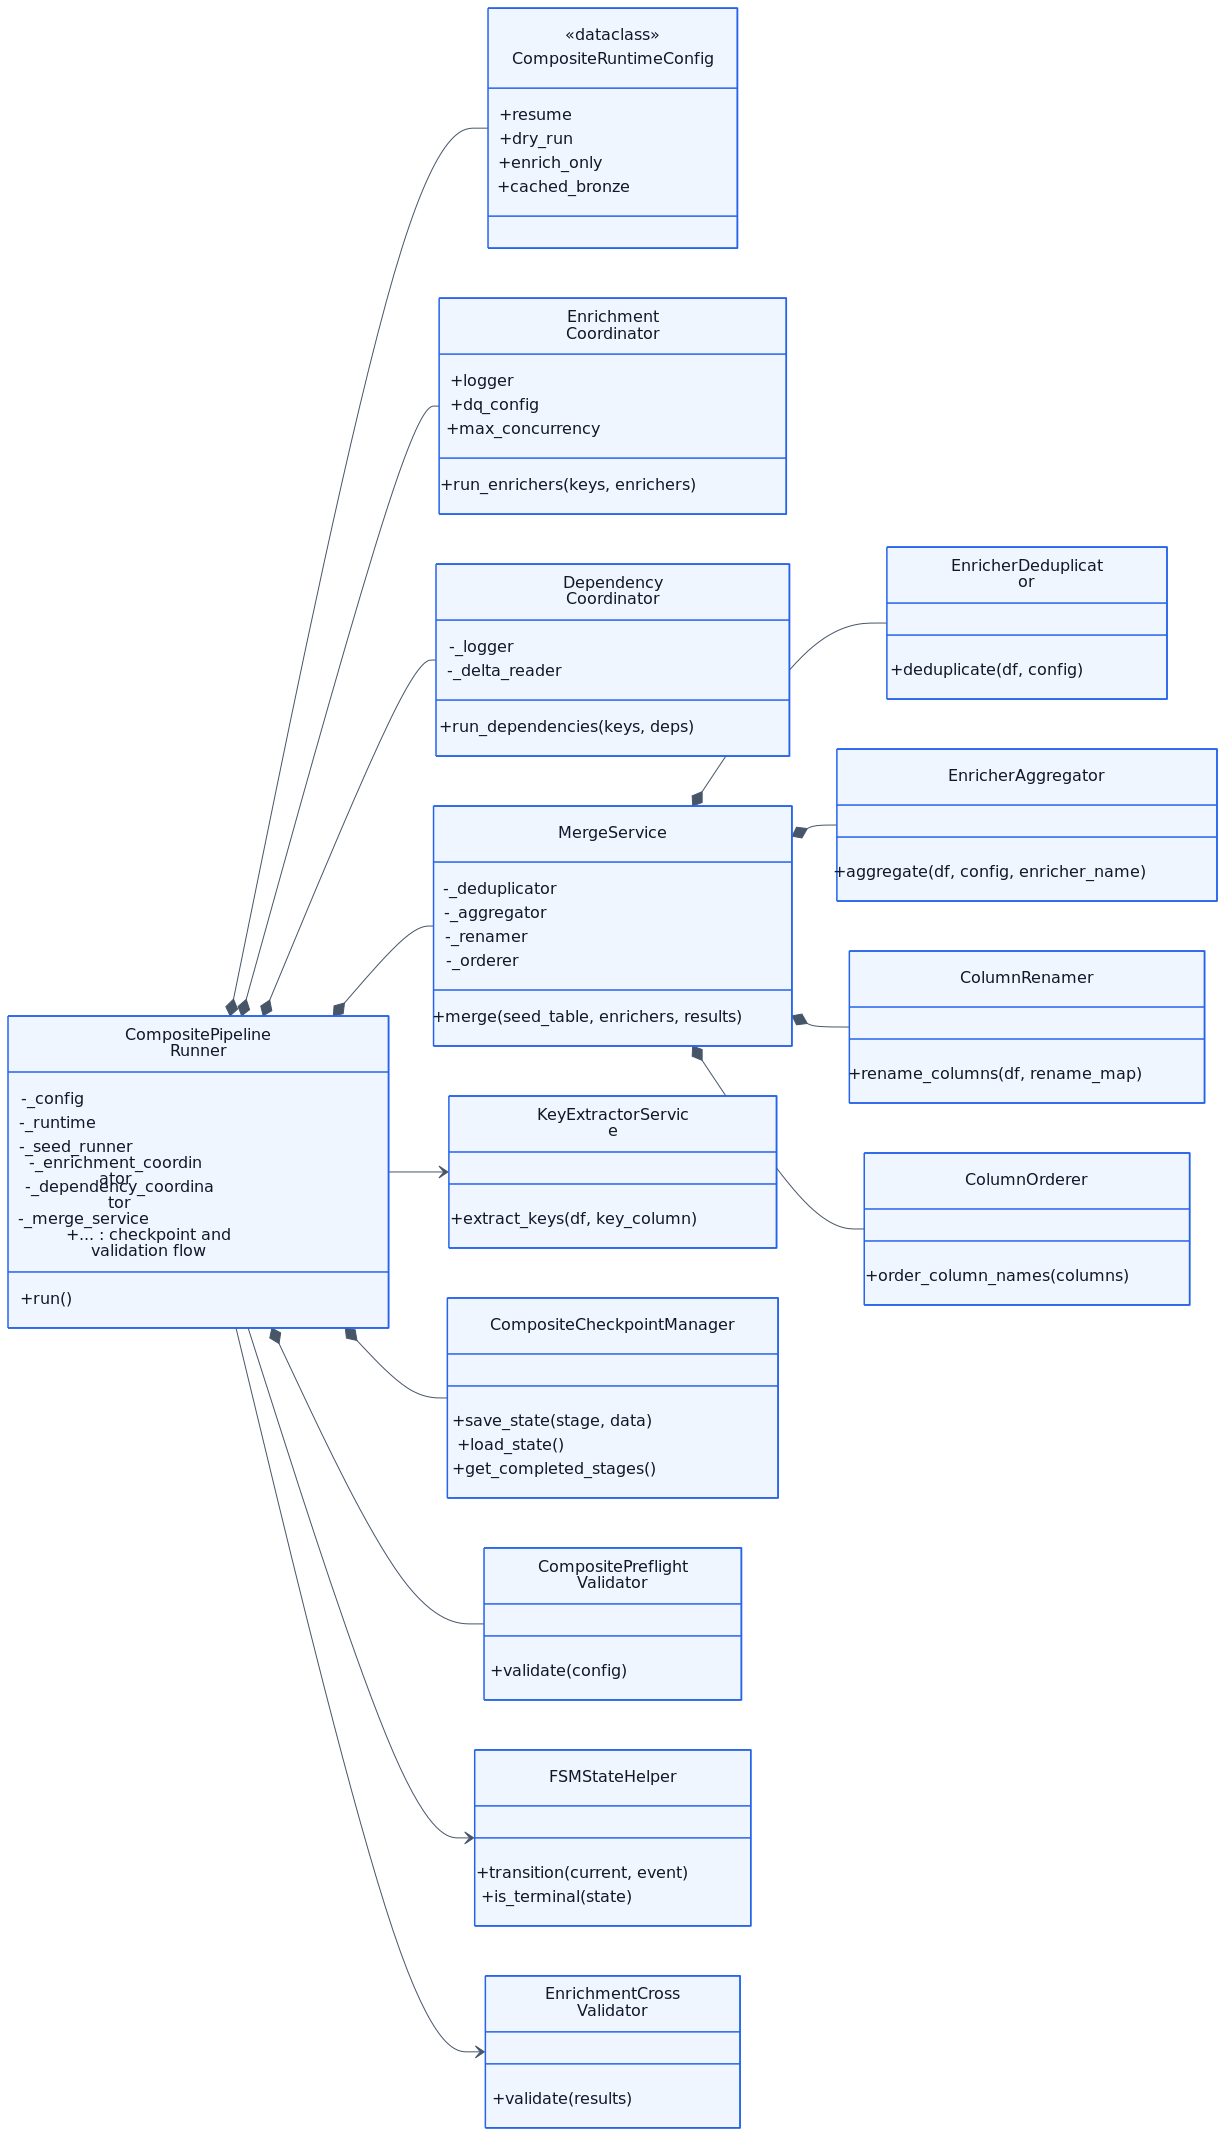 «dataclass»
CompositeRuntimeConfig
+resume
+dry_run
+enrich_only
+cached_bronze
Enrichment
Coordinator
+logger
+dq_config
+max_concurrency
+run_enrichers(keys, enrichers)
Dependency
Coordinator
-_logger
-_delta_reader
+run_dependencies(keys, deps)
EnricherDeduplicat
or
+deduplicate(df, config)
MergeService
-_deduplicator
-_aggregator
-_renamer
-_orderer
+merge(seed_table, enrichers, results)
EnricherAggregator
+aggregate(df, config, enricher_name)
ColumnRenamer
+rename_columns(df, rename_map)
CompositePipeline
Runner
-_config
-_runtime
-_seed_runner
-_enrichment_coordin
ator
-_dependency_coordina
tor
-_merge_service
+... : checkpoint and
validation flow
+run()
KeyExtractorServic
e
+extract_keys(df, key_column)
ColumnOrderer
+order_column_names(columns)
CompositeCheckpointManager
+save_state(stage, data)
+load_state()
+get_completed_stages()
CompositePreflight
Validator
+validate(config)
FSMStateHelper
+transition(current, event)
+is_terminal(state)
EnrichmentCross
Validator
+validate(results)